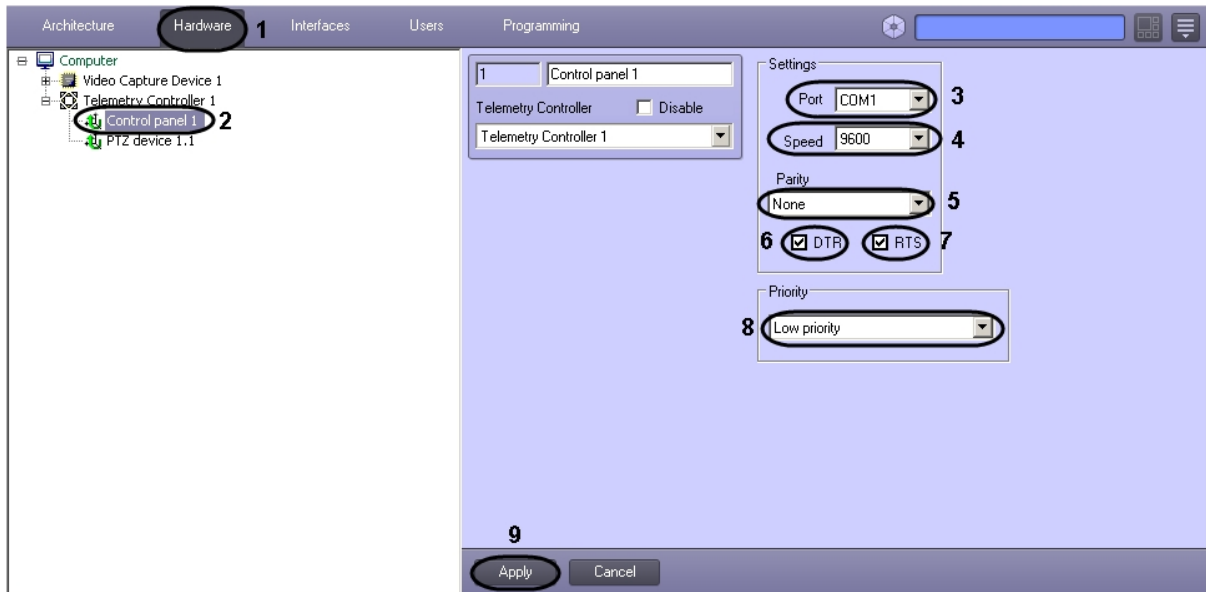 Architecture Hardware 1 Interfaces Users Programming
Computer
Video Capture Device 1
Telemetry Controller 1
Control panel 1 2
PTZ device 1.1
1 Control panel 1
Telemetry Controller Disable
Telemetry Controller 1
Settings
Port COM1 3
Speed 9600 4
Parity
None 5
6 DTR RTS 7
Priority
8 Low priority
9
Apply Cancel